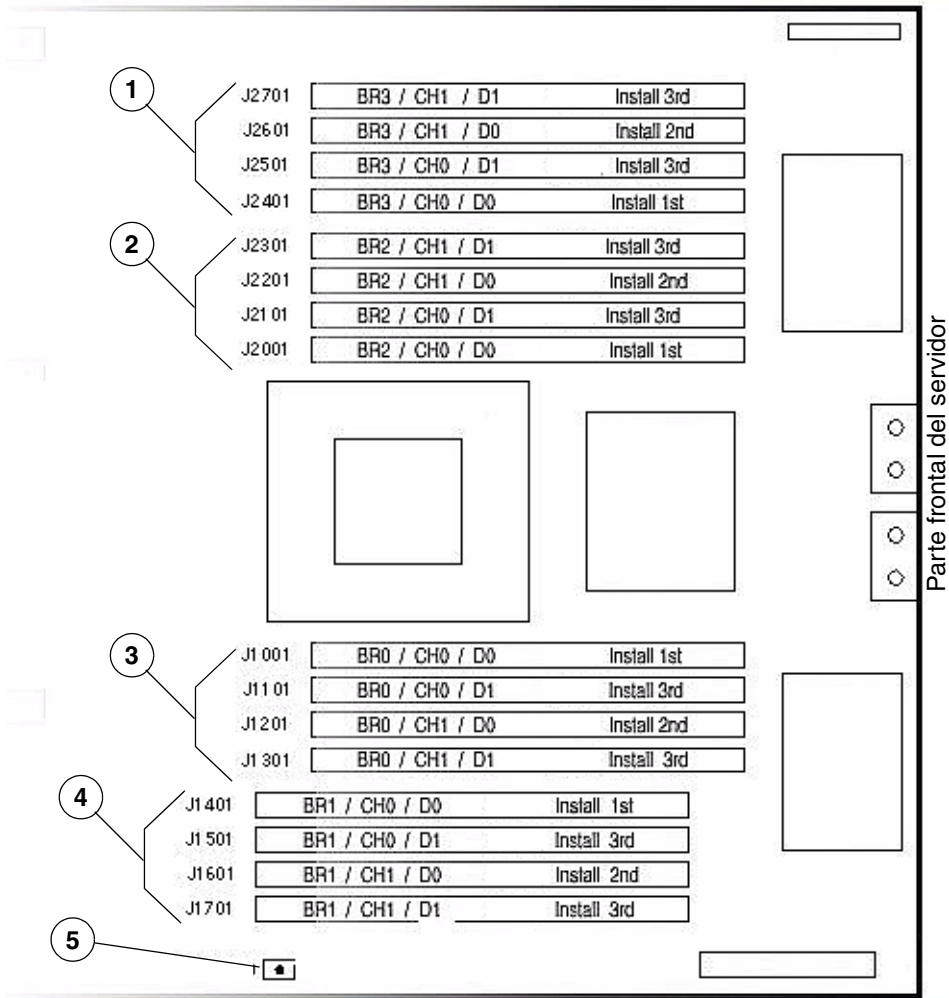 1
J2701 BR3 / CH1 / D1 Install 3rd
J2601 BR3 / CH1 / D0 Install 2nd
J2501 BR3 / CH0 / D1 Install 3rd
J2401 BR3 / CH0 / D0 Install 1st
2
J2301 BR2 / CH1 / D1 Install 3rd
J2201 BR2 / CH1 / D0 Install 2nd
J2101 BR2 / CH0 / D1 Install 3rd
J2001 BR2 / CH0 / D0 Install 1st
Parte frontal del servidor
3
J1001 BR0 / CH0 / D0 Install 1st
J1101 BR0 / CH0 / D1 Install 3rd
J1201 BR0 / CH1 / D0 Install 2nd
J1301 BR0 / CH1 / D1 Install 3rd
4
J1401 BR1 / CH0 / D0 Install 1st
J1501 BR1 / CH0 / D1 Install 3rd
J1601 BR1 / CH1 / D0 Install 2nd
J1701 BR1 / CH1 / D1 Install 3rd
5